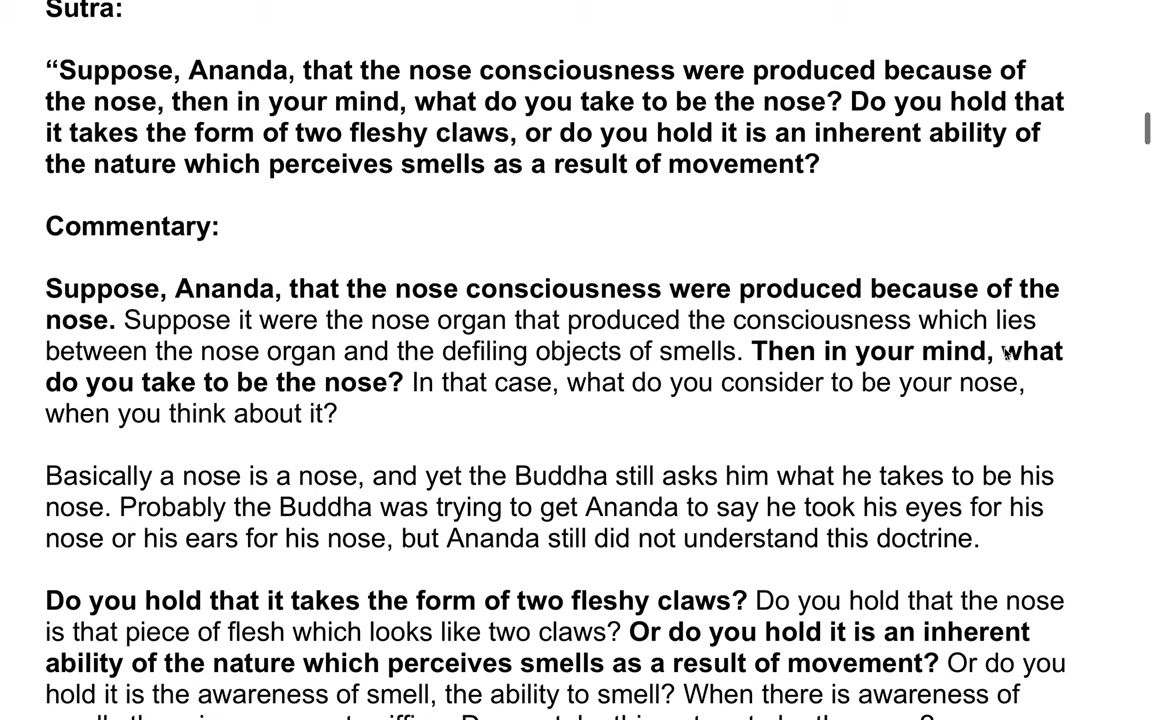 Sutra:
“Suppose, Ananda, that the nose consciousness were produced because of
the nose, then in your mind, what do you take to be the nose? Do you hold that
it takes the form of two fleshy claws, or do you hold it is an inherent ability of
the nature which perceives smells as a result of movement?
Commentary:
Suppose, Ananda, that the nose consciousness were produced because of the
nose. Suppose it were the nose organ that produced the consciousness which lies
between the nose organ and the defiling objects of smells. Then in your mind, what
do you take to be the nose? In that case, what do you consider to be your nose,
when you think about it?
Basically a nose is a nose, and yet the Buddha still asks him what he takes to be his
nose. Probably the Buddha was trying to get Ananda to say he took his eyes for his
nose or his ears for his nose, but Ananda still did not understand this doctrine.
Do you hold that it takes the form of two fleshy claws? Do you hold that the nose
is that piece of flesh which looks like two claws? Or do you hold it is an inherent
ability of the nature which perceives smells as a result of movement? Or do you
hold it is the awareness of smell, the ability to smell? When there is awareness of